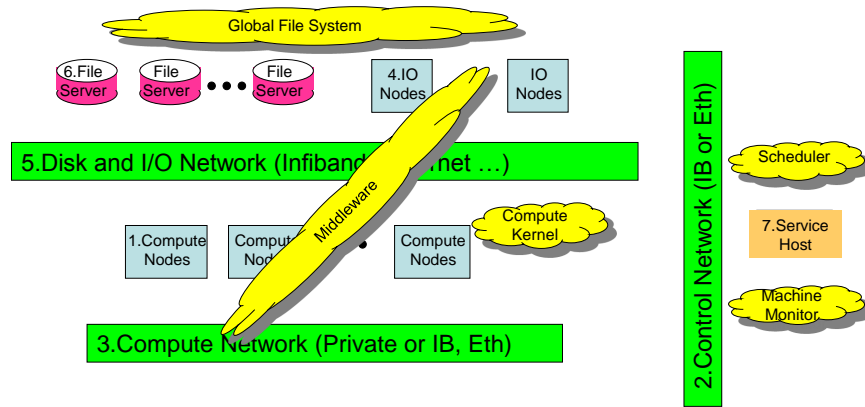 Global File System
6.File
Server
File
Server
File
Server
4.IO
Nodes
IO
Nodes
5.Disk and I/O Network (Infiband rnet …)
Middleware
1.Compute
Nodes
Compute
Compute
Nodes
Compute
Kernel
3.Compute Network (Private or IB, Eth)
2.Control Network (IB or Eth)
Scheduler
7.Service
Host
Machine
Monitor